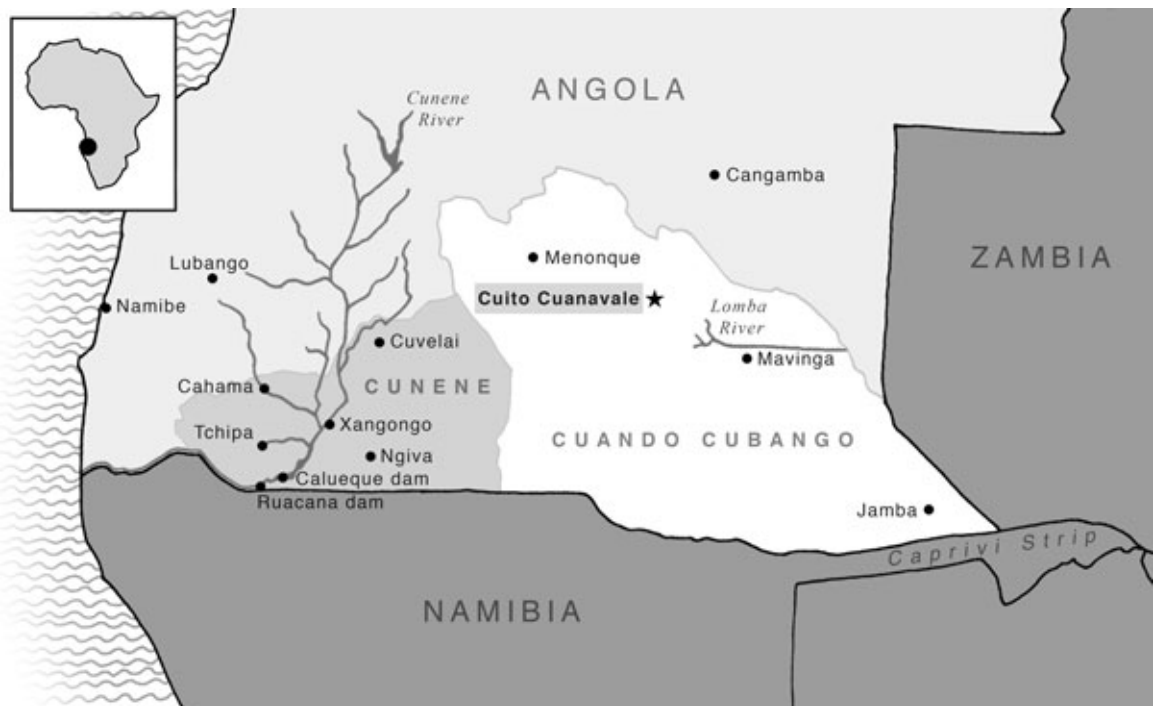 ANGOLA
Cunene
River
Cangamba
ZAMBIA
Lubango
Menonque
Namibe
Cuito Cuanavale
Lomba
River
Cuvelai
Mavinga
Cahama
CUNENE
Xangongo
Tchipa
CUANDO CUBANGO
Ngiva
Calueque dam
Ruacana dam
Jamba
Caprivi Strip
NAMIBIA